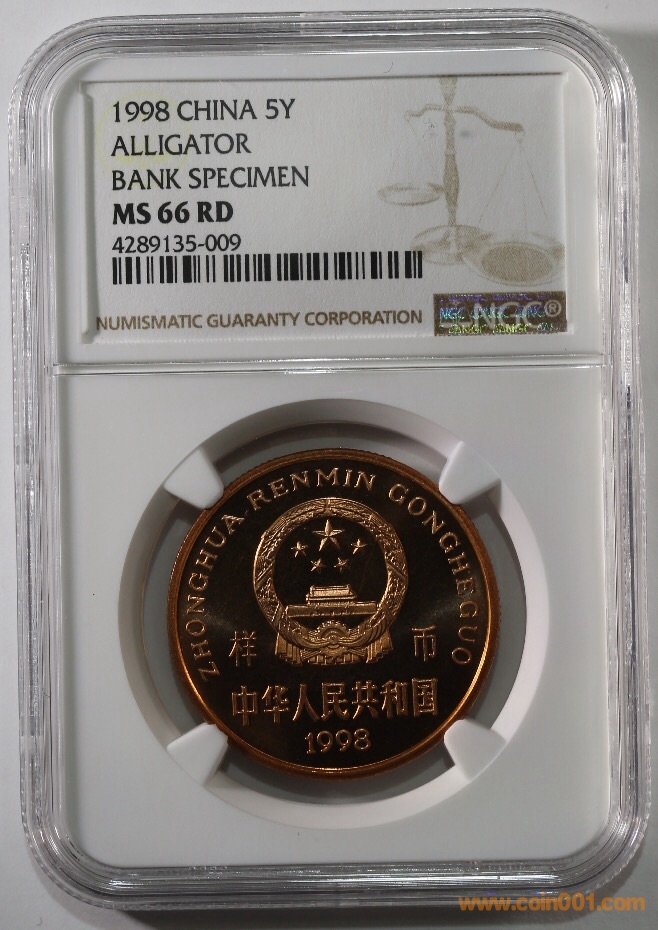 1998 CHINA 5Y
ALLIGATOR
BANK SPECIMEN
MS 66 RD
4289135-009
NUMISMATIC GUARANTY CORPORATION
NGC®
ZHONGHUA RENMIN GONGHEGUO
样 币
中华人民共和国
1998
www.coin001.com